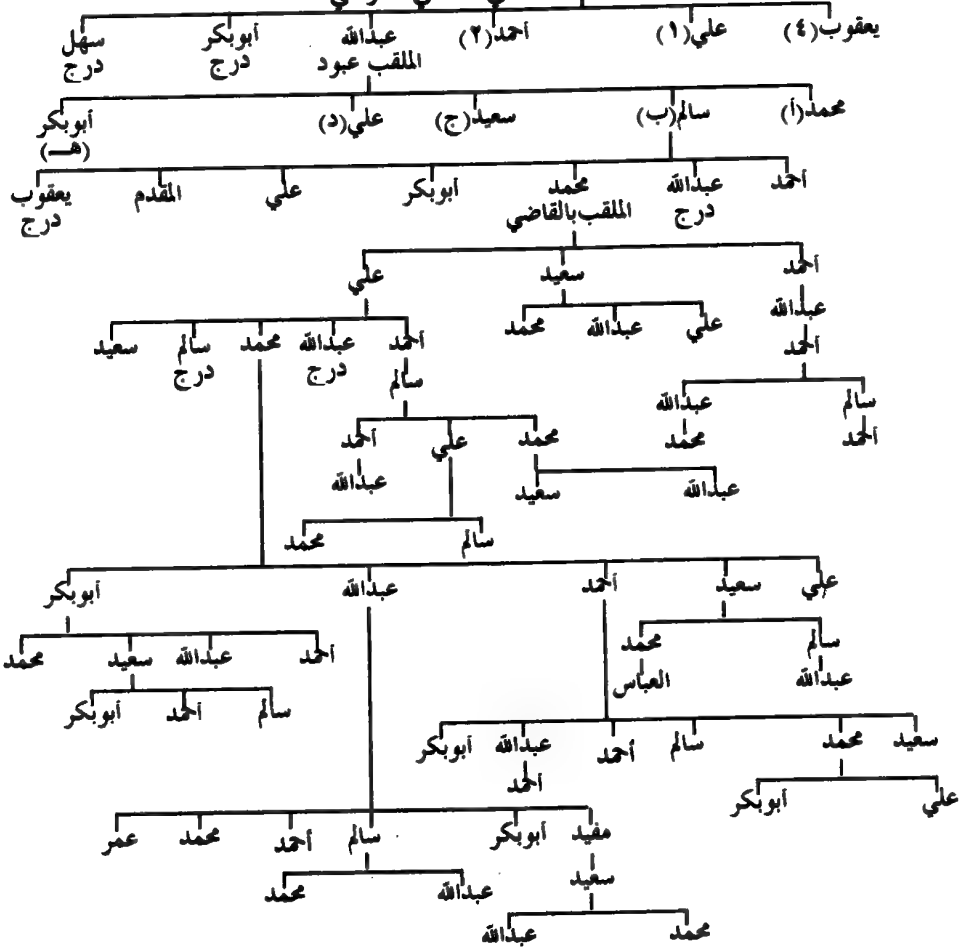 يعقوب (٤) علي (١) أحمد (٢) عبدالله أبوبكر سهل
الملقب عبود درج درج
محمد (أ) سالم (ب) سعيد (ج) علي (د) أبوبكر
(هـ)
أحمد عبدالله محمد أبوبكر علي المقدم يعقوب
درج الملقب بالقاضي درج
أحمد سعيد علي
عبدالله
علي عبدالله محمد
أحمد
أحمد عبدالله محمد سالم سعيد
درج درج
سالم
سالم عبدالله
أحمد محمد
محمد علي أحمد
عبدالله سعيد
عبدالله
سالم محمد
علي سعيد أحمد عبدالله أبوبكر
سالم محمد
عبدالله العباس
أحمد عبدالله سعيد محمد
سالم أحمد أبوبكر
سعيد محمد سالم أحمد عبدالله أبوبكر
أحمد
علي أبوبكر
مفيد أبوبكر سالم أحمد محمد عمر
سعيد
عبدالله محمد
محمد عبدالله